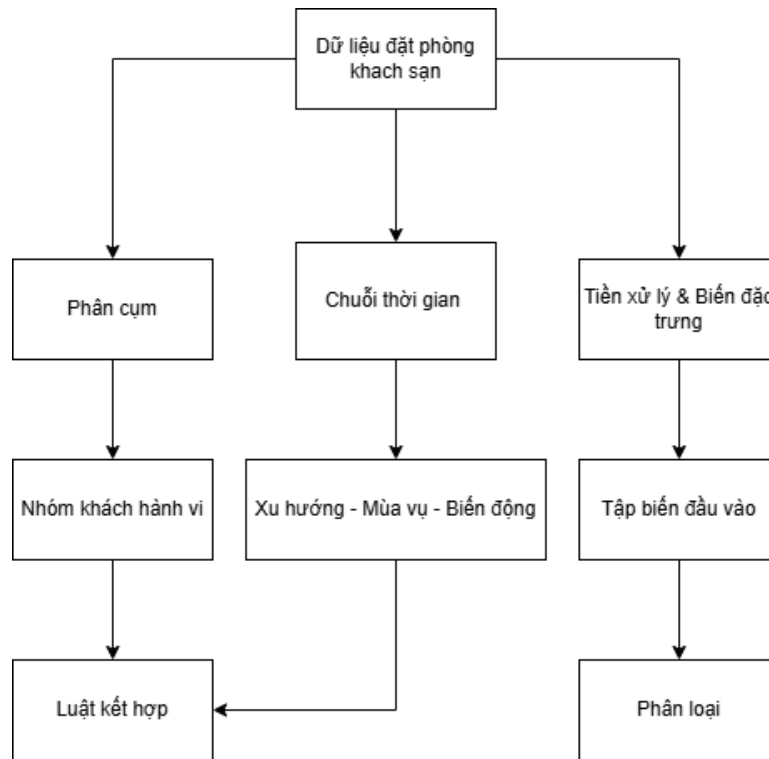 Dữ liệu đặt phòng
khach sạn
Phân cụm
Chuỗi thời gian
Tiền xử lý & Biến đặc
trưng
Nhóm khách hành vi
Xu hướng - Mùa vụ - Biến động
Tập biến đầu vào
Luật kết hợp
Phân loại